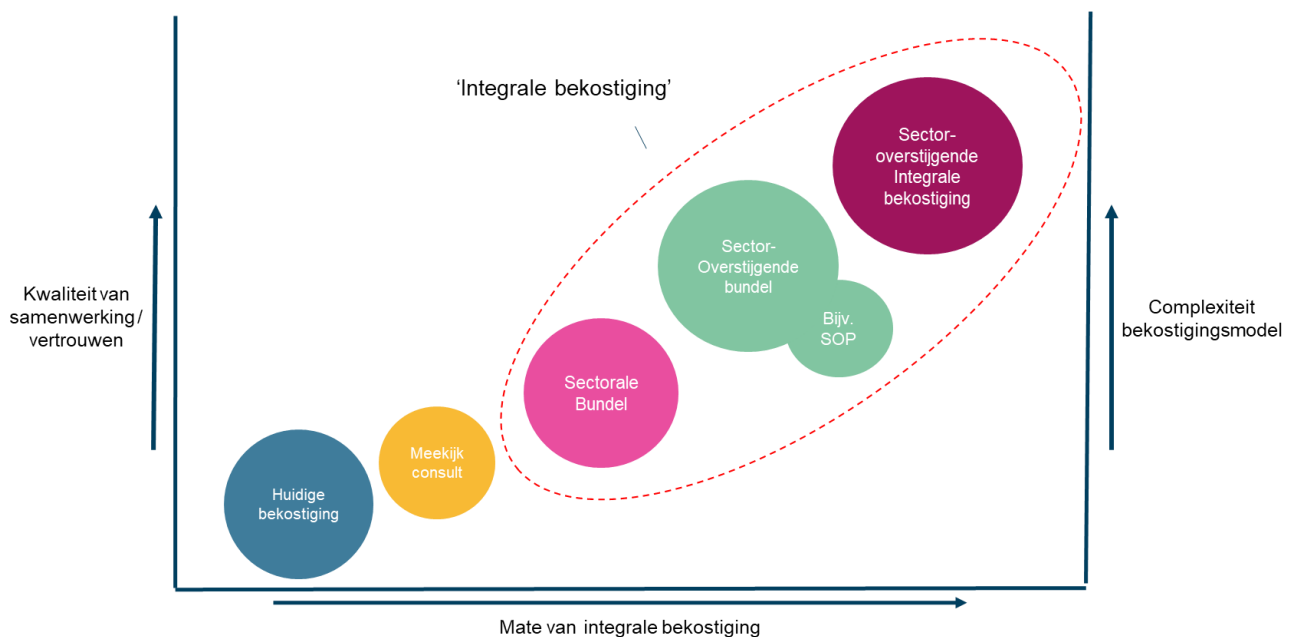 ‘Integrale bekostiging’
Sector-
overstijgende
Integrale
bekostiging
Sector-
Overstijgende
bundel
Bijv.
SOP
Sectorale
Bundel
Meekijk
consult
Huidige
bekostiging
Kwaliteit van
samenwerking/
vertrouwen
Complexiteit
bekostigingsmodel
Mate van integrale bekostiging